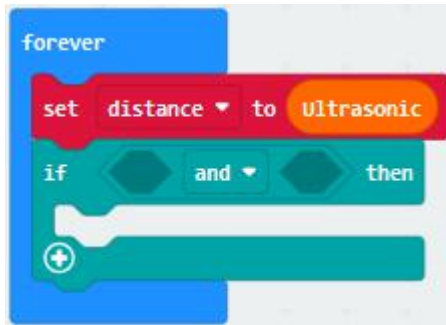 forever
set distance to Ultrasonic
if and then